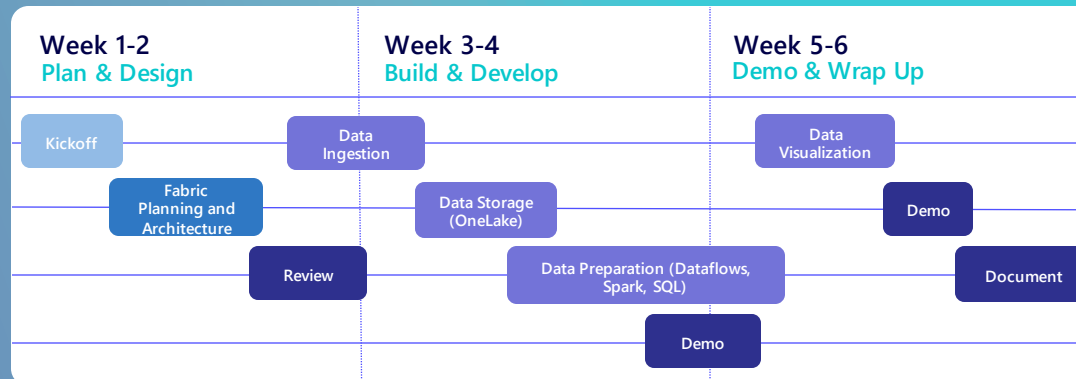 Week 1-2
Plan & Design
Week 3-4
Build & Develop
Week 5-6
Demo & Wrap Up
Kickoff
Data
Ingestion
Data
Visualization
Fabric
Planning and
Architecture
Data Storage
(OneLake)
Demo
Review
Data Preparation (Dataflows,
Spark, SQL)
Document
Demo